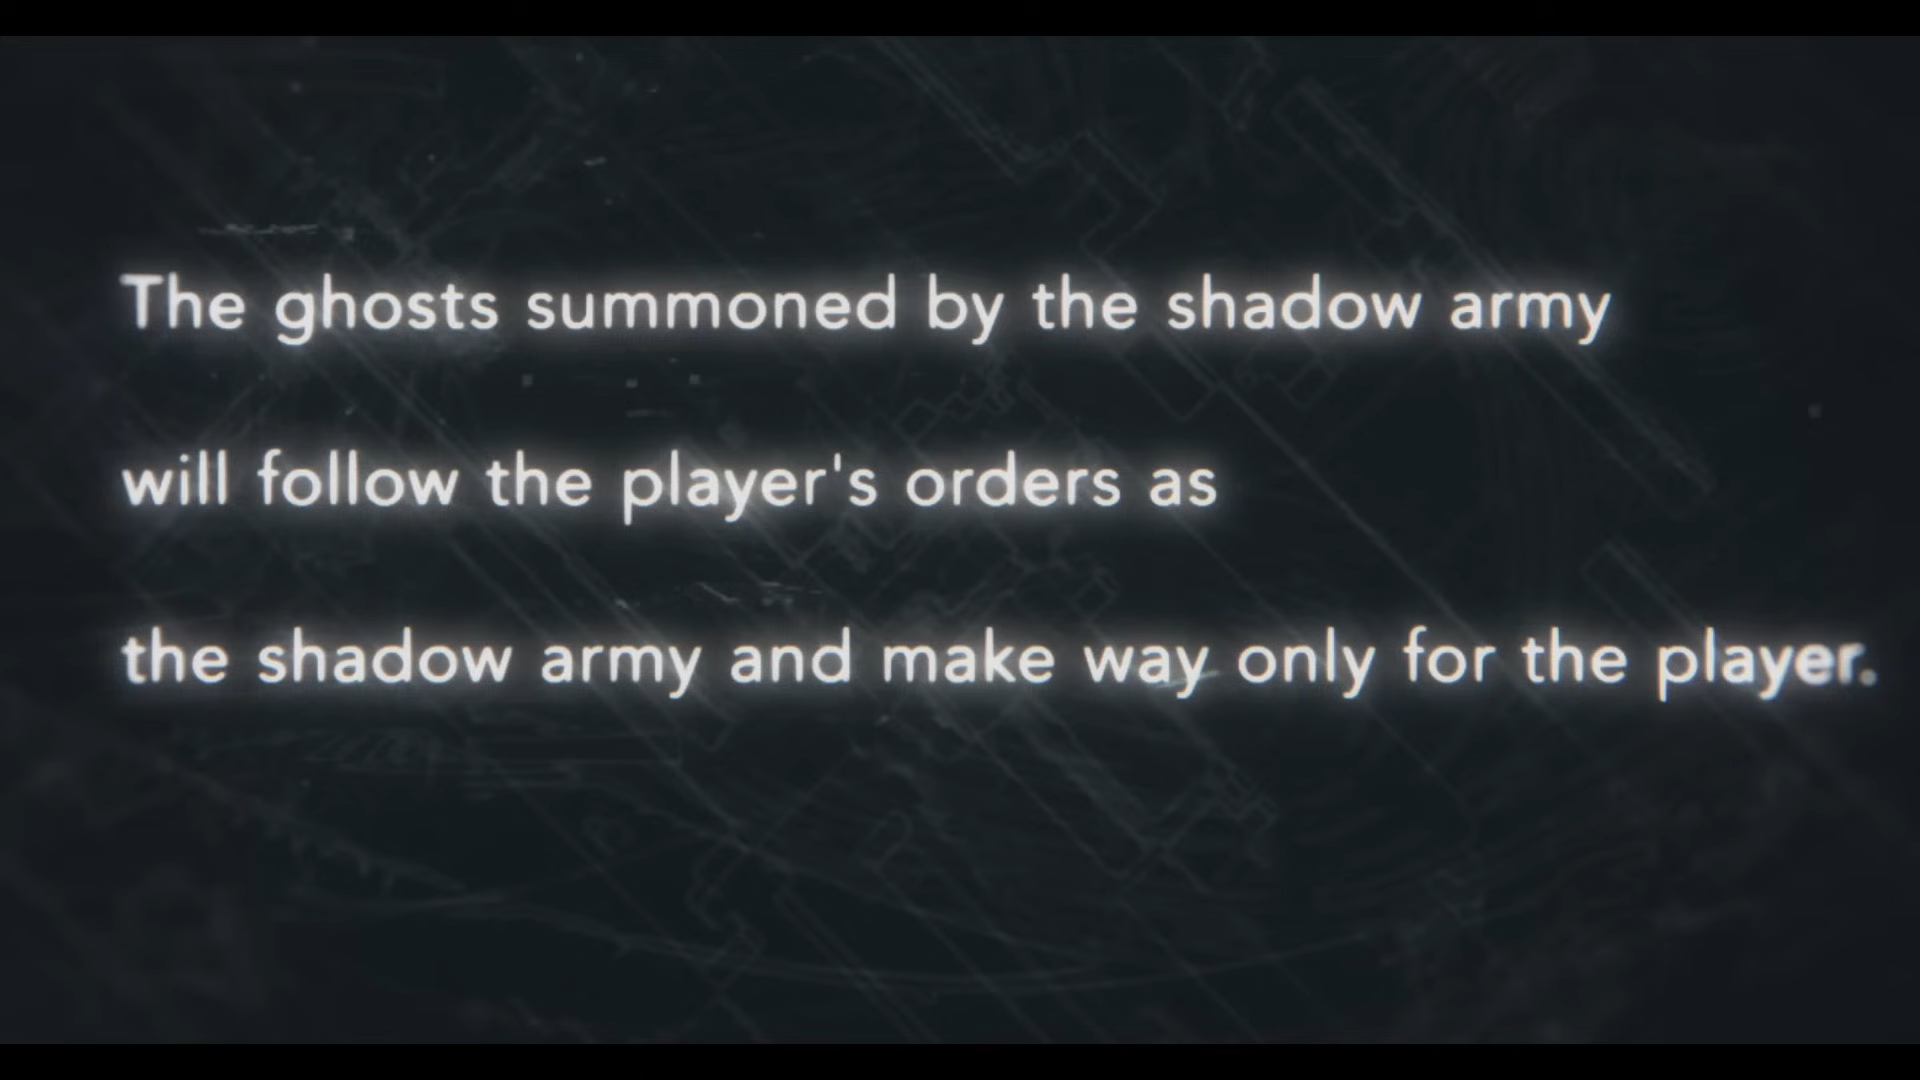 The ghosts summoned by the shadow army
will follow the player's orders as
the shadow army and make way only for the player.